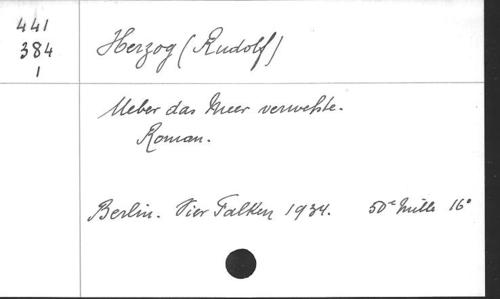 441
384
1
Herzog (Rudolf)
Ueber das Meer verwehte.
Roman.
Berlin. Vier Falken 1934. 50e mille 16°